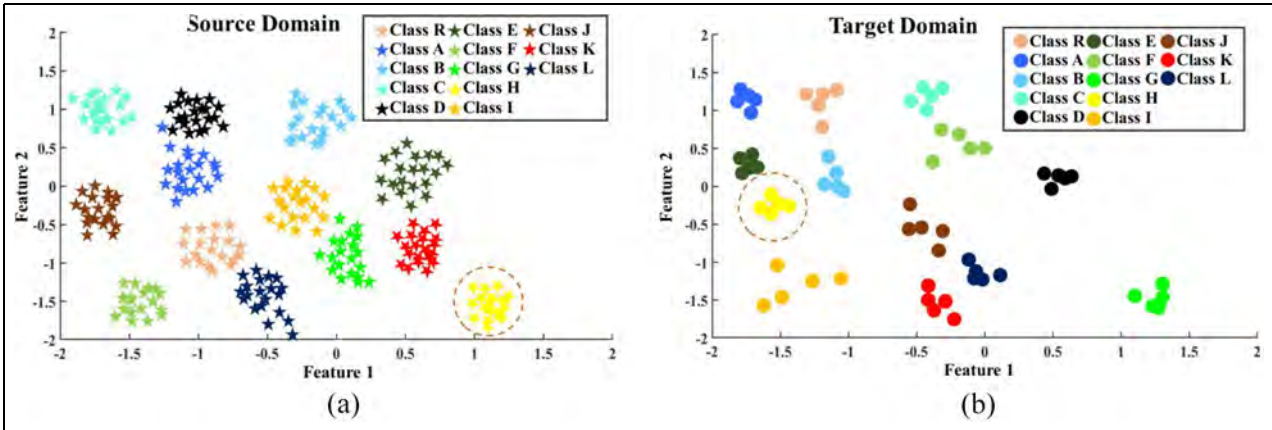 Source Domain
Class R Class E Class J
Class A Class F Class K
Class B Class G Class L
Class C Class H
Class D Class I
2
1.5
1
0.5
0
-0.5
-1
-1.5
-2
Feature 2
-2 -1.5 -1 -0.5 0 0.5 1 1.5 2
Feature 1
(a)
Target Domain
Class R Class E Class J
Class A Class F Class K
Class B Class G Class L
Class C Class H
Class D Class I
2
1.5
1
0.5
0
-0.5
-1
-1.5
-2
Feature 2
-2 -1.5 -1 -0.5 0 0.5 1 1.5 2
Feature 1
(b)